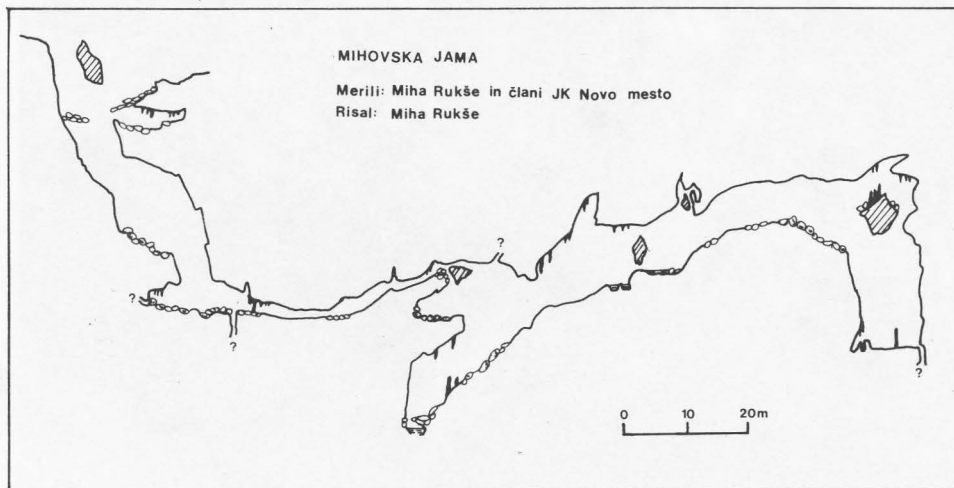 MIHOVSKA JAMA
Merili: Miha Rukše in člani JK Novo mesto
Risal: Miha Rukše
?
?
?
?
0 10 20m